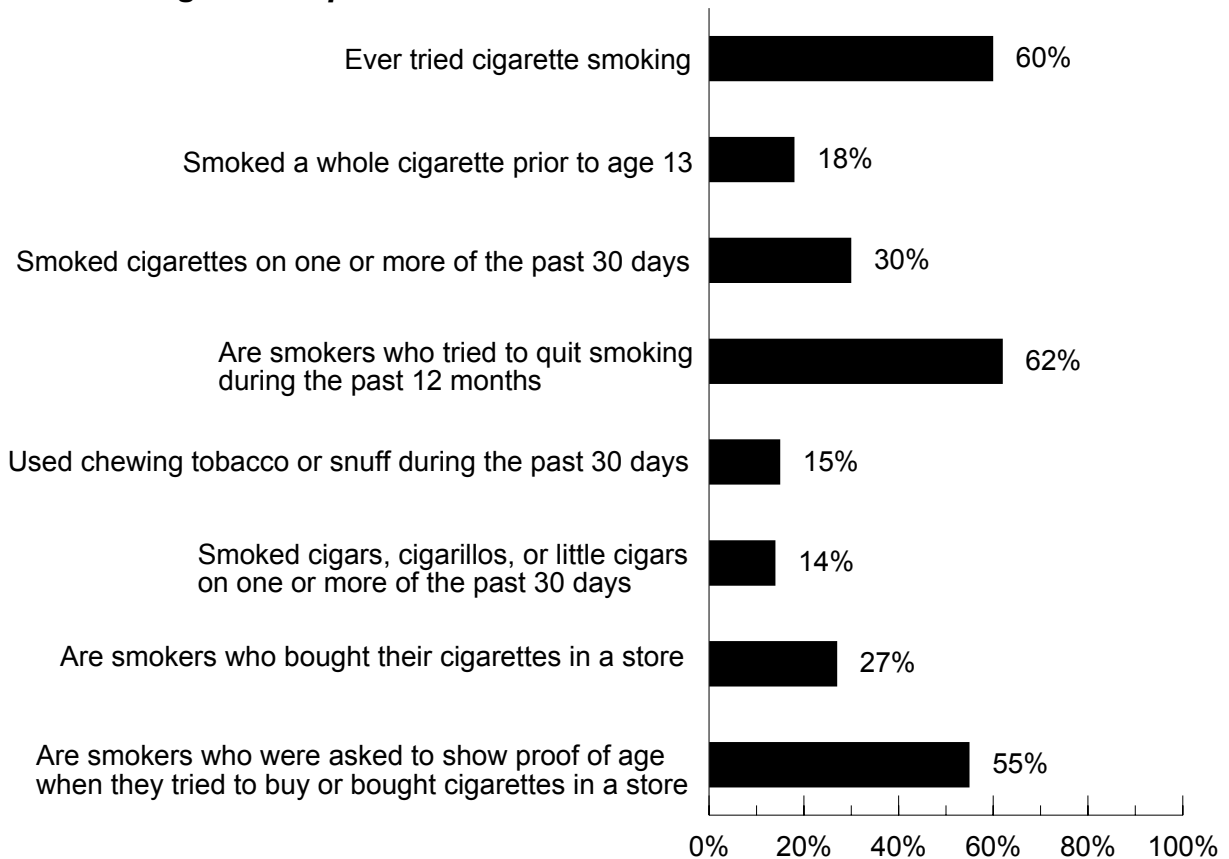 Ever tried cigarette smoking
60%
Smoked a whole cigarette prior to age 13
18%
Smoked cigarettes on one or more of the past 30 days
30%
Are smokers who tried to quit smoking
during the past 12 months
62%
Used chewing tobacco or snuff during the past 30 days
15%
Smoked cigars, cigarillos, or little cigars
on one or more of the past 30 days
14%
Are smokers who bought their cigarettes in a store
27%
Are smokers who were asked to show proof of age
when they tried to buy or bought cigarettes in a store
55%
0% 20% 40% 60% 80% 100%